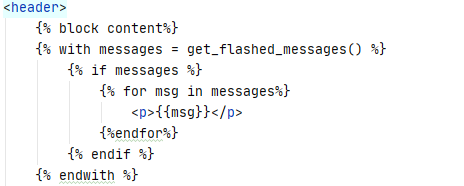 <header>
    {% block content%}
    {% with messages = get_flashed_messages() %}
        {% if messages %}
            {% for msg in messages%}
                <p>{{msg}}</p>
            {%endfor%}
        {% endif %}
    {% endwith %}